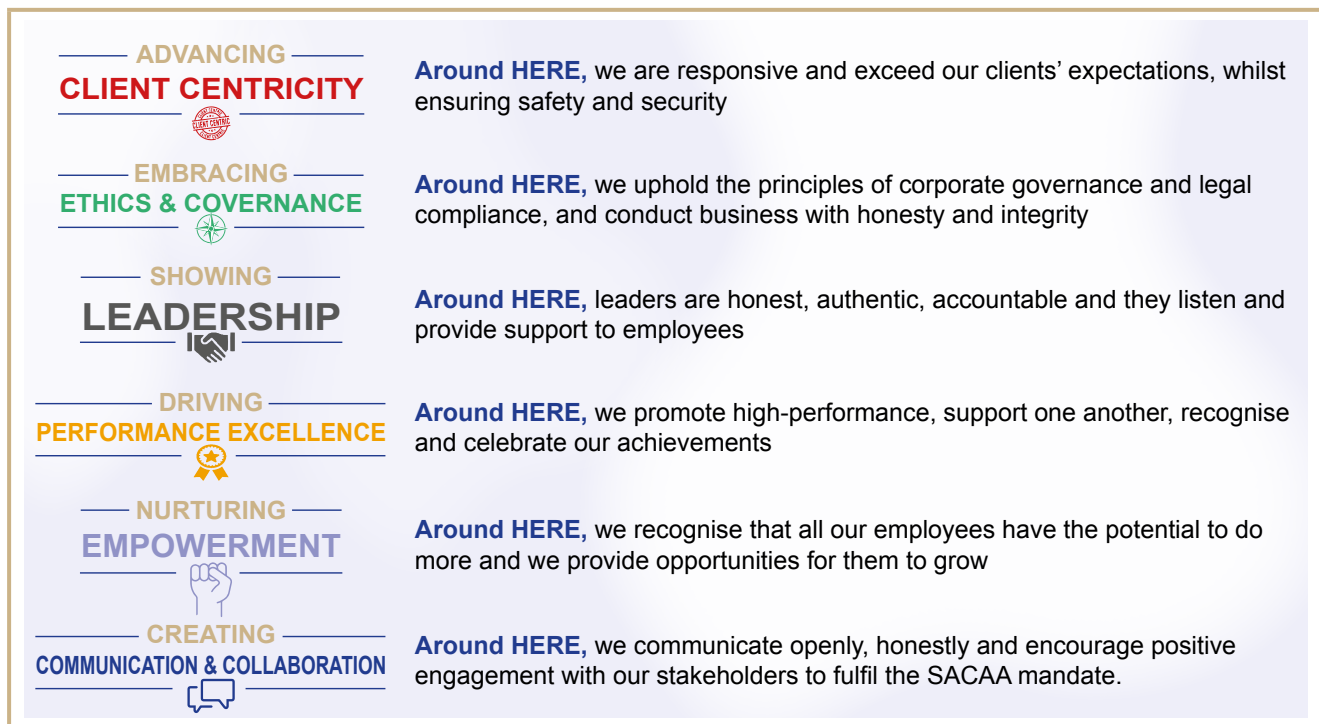 ADVANCING
CLIENT CENTRICITY
CLIENT CENTRIC
Around HERE, we are responsive and exceed our clients' expectations, whilst
ensuring safety and security
EMBRACING
ETHICS & COVERNANCE
Around HERE, we uphold the principles of corporate governance and legal
compliance, and conduct business with honesty and integrity
SHOWING
LEADERSHIP
Around HERE, leaders are honest, authentic, accountable and they listen and
provide support to employees
DRIVING
PERFORMANCE EXCELLENCE
Around HERE, we promote high-performance, support one another, recognise
and celebrate our achievements
NURTURING
EMPOWERMENT
Around HERE, we recognise that all our employees have the potential to do
more and we provide opportunities for them to grow
CREATING
COMMUNICATION & COLLABORATION
Around HERE, we communicate openly, honestly and encourage positive
engagement with our stakeholders to fulfil the SACAA mandate.